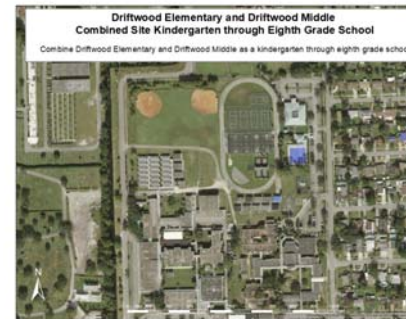 Driftwood Elementary and Driftwood Middle
Combined Site Kindergarten through Eighth Grade School
Combine Driftwood Elementary and Driftwood Middle as a kindergarten through eighth grade schoo
N